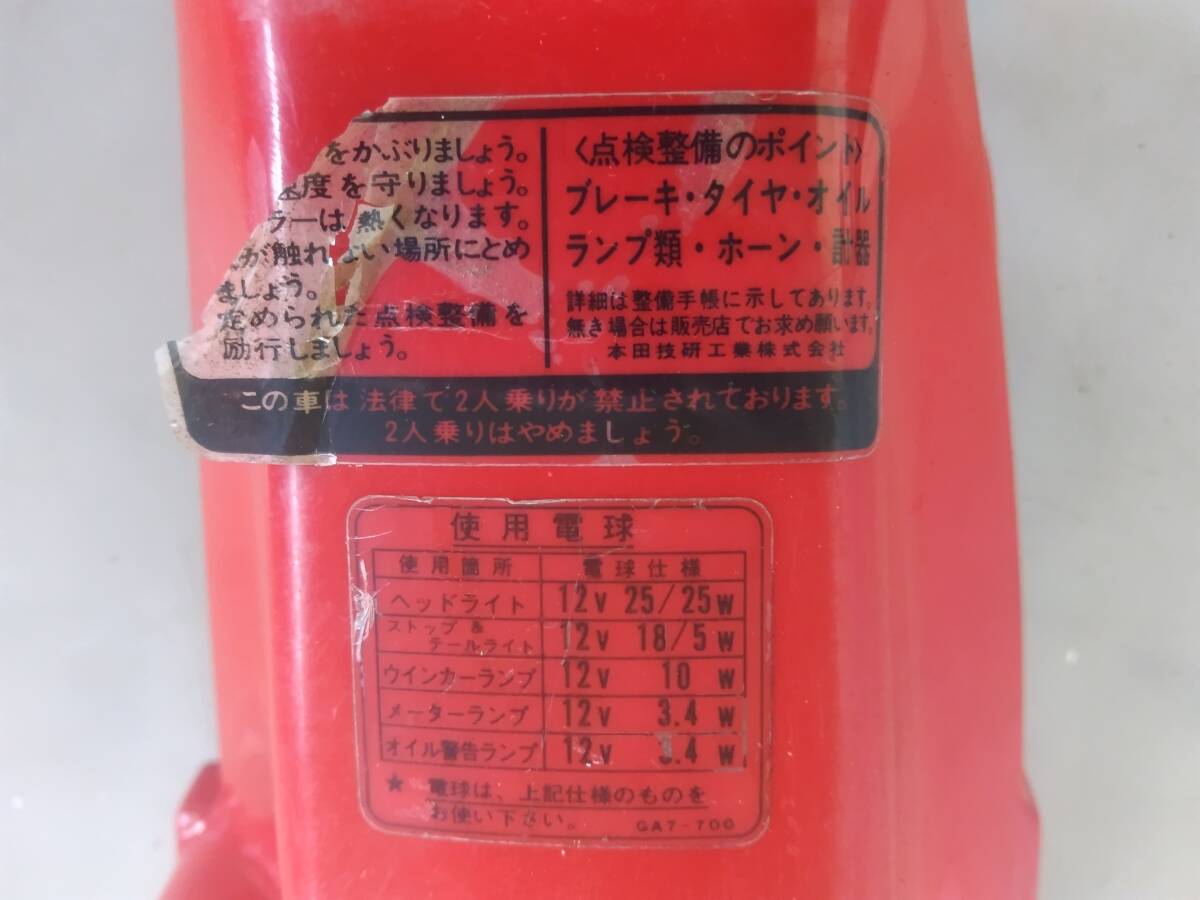 をかぶりましょう。
速度を守りましょう。
ラーは熱くなります。
が触れない場所にとめ
ましょう。
定められた点検整備を
励行しましょう。
〈点検整備のポイント〉
ブレーキ・タイヤ・オイル
ランプ類・ホーン・計器
詳細は整備手帳に示してあります。
無き場合は販売店でお求め願います。
本田技研工業株式会社
この車は法律で2人乗りが禁止されております。
2人乗りはやめましょう。
使用電球
使用箇所 電球仕様
ヘッドライト 12V 25/25W
ストップ &
テールライト 12V 18/5W
ウインカーランプ 12V 10 W
メーターランプ 12V 3.4 W
オイル警告ランプ 12V 3.4 W
★ 電球は、上記仕様のものを
お使い下さい。 GA7-700